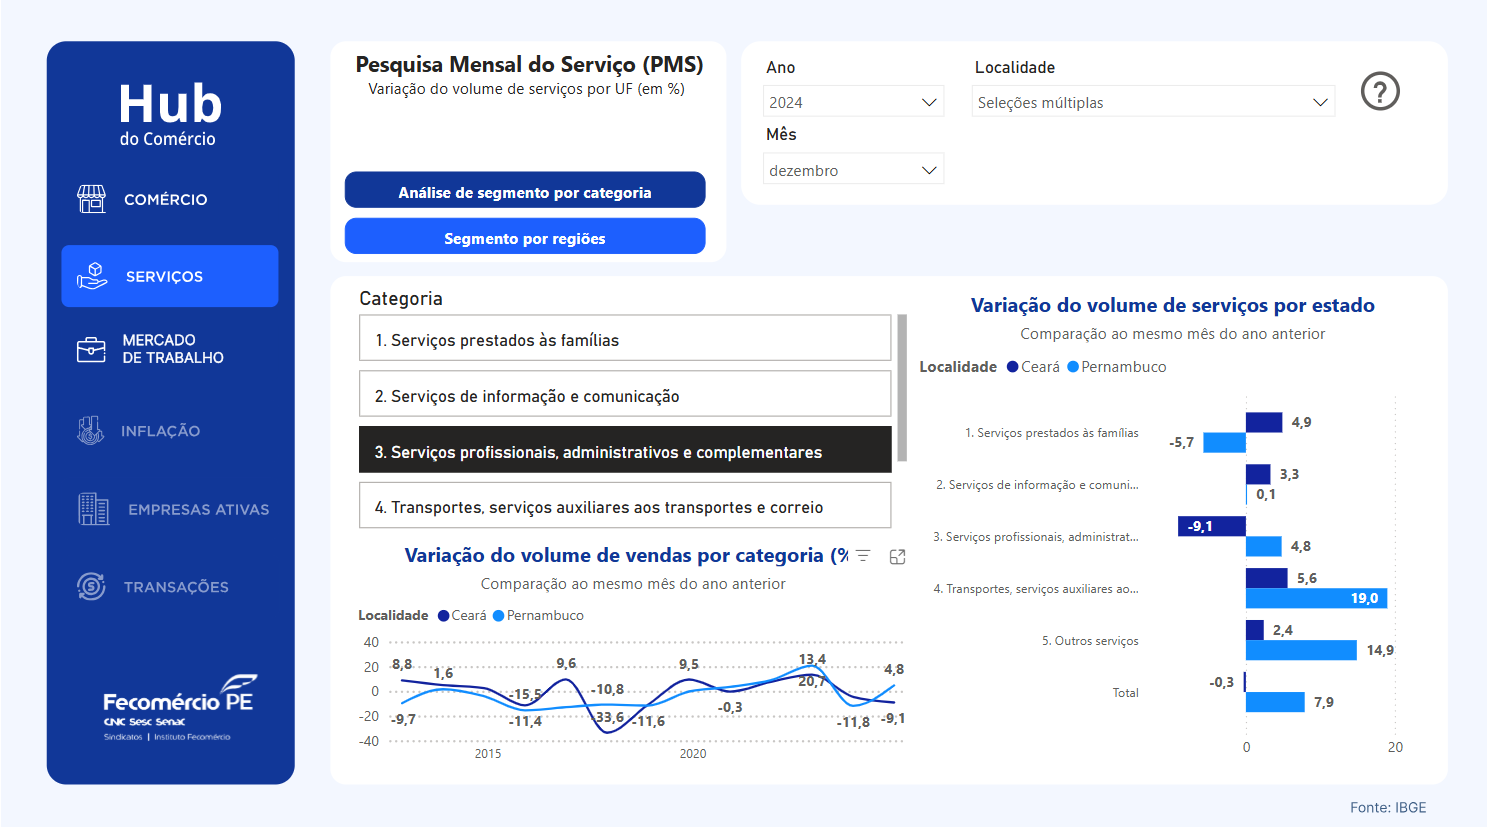 Hub
do Comércio
COMÉRCIO
SERVIÇOS
MERCADO
DE TRABALHO
INFLAÇÃO
EMPRESAS ATIVAS
TRANSAÇÕES
Fecomércio PE
CNC Sesc Senac
Sindicatos | Instituto Fecomércio
Pesquisa Mensal do Serviço (PMS)
Variação do volume de serviços por UF (em %)
Análise de segmento por categoria
Segmento por regiões
Ano
2024
Mês
dezembro
Localidade
Seleções múltiplas
?
Categoria
1. Serviços prestados às famílias
2. Serviços de informação e comunicação
3. Serviços profissionais, administrativos e complementares
4. Transportes, serviços auxiliares aos transportes e correio
Variação do volume de vendas por categoria (%
Comparação ao mesmo mês do ano anterior
Localidade Ceará Pernambuco
40
20
0
-20
-40
8,8
-9,7
1,6
-15,5
-11,4
9,6
-10,8
-33,6
-11,6
9,5
-0,3
13,4
20,7
-11,8
4,8
-9,1
2015
2020
Variação do volume de serviços por estado
Comparação ao mesmo mês do ano anterior
Localidade Ceará Pernambuco
1. Serviços prestados às famílias
4,9
-5,7
2. Serviços de informação e comuni...
3,3
0,1
3. Serviços profissionais, administrat...
-9,1
4,8
4. Transportes, serviços auxiliares ao...
5,6
19,0
5. Outros serviços
2,4
14,9
Total
-0,3
7,9
0
20
Fonte: IBGE